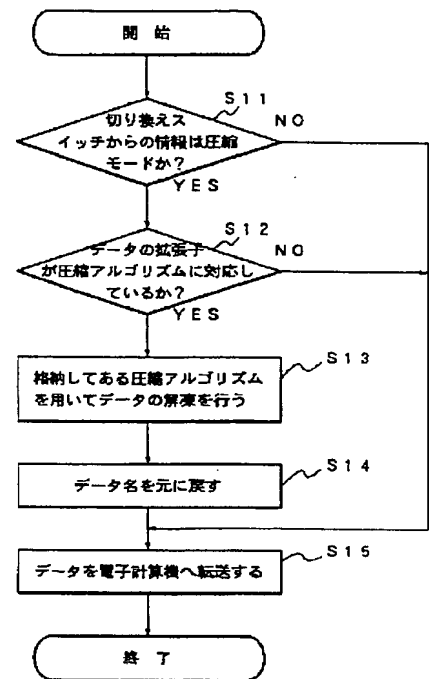 開 始
S11
切り換えス
イッチからの情報は圧縮
モードか?
NO
YES
S12
データの拡張子
が圧縮アルゴリズムに対応し
ているか?
NO
YES
S13
格納してある圧縮アルゴリズム
を用いてデータの解凍を行う
S14
データ名を元に戻す
S15
データを電子計算機へ転送する
終 了